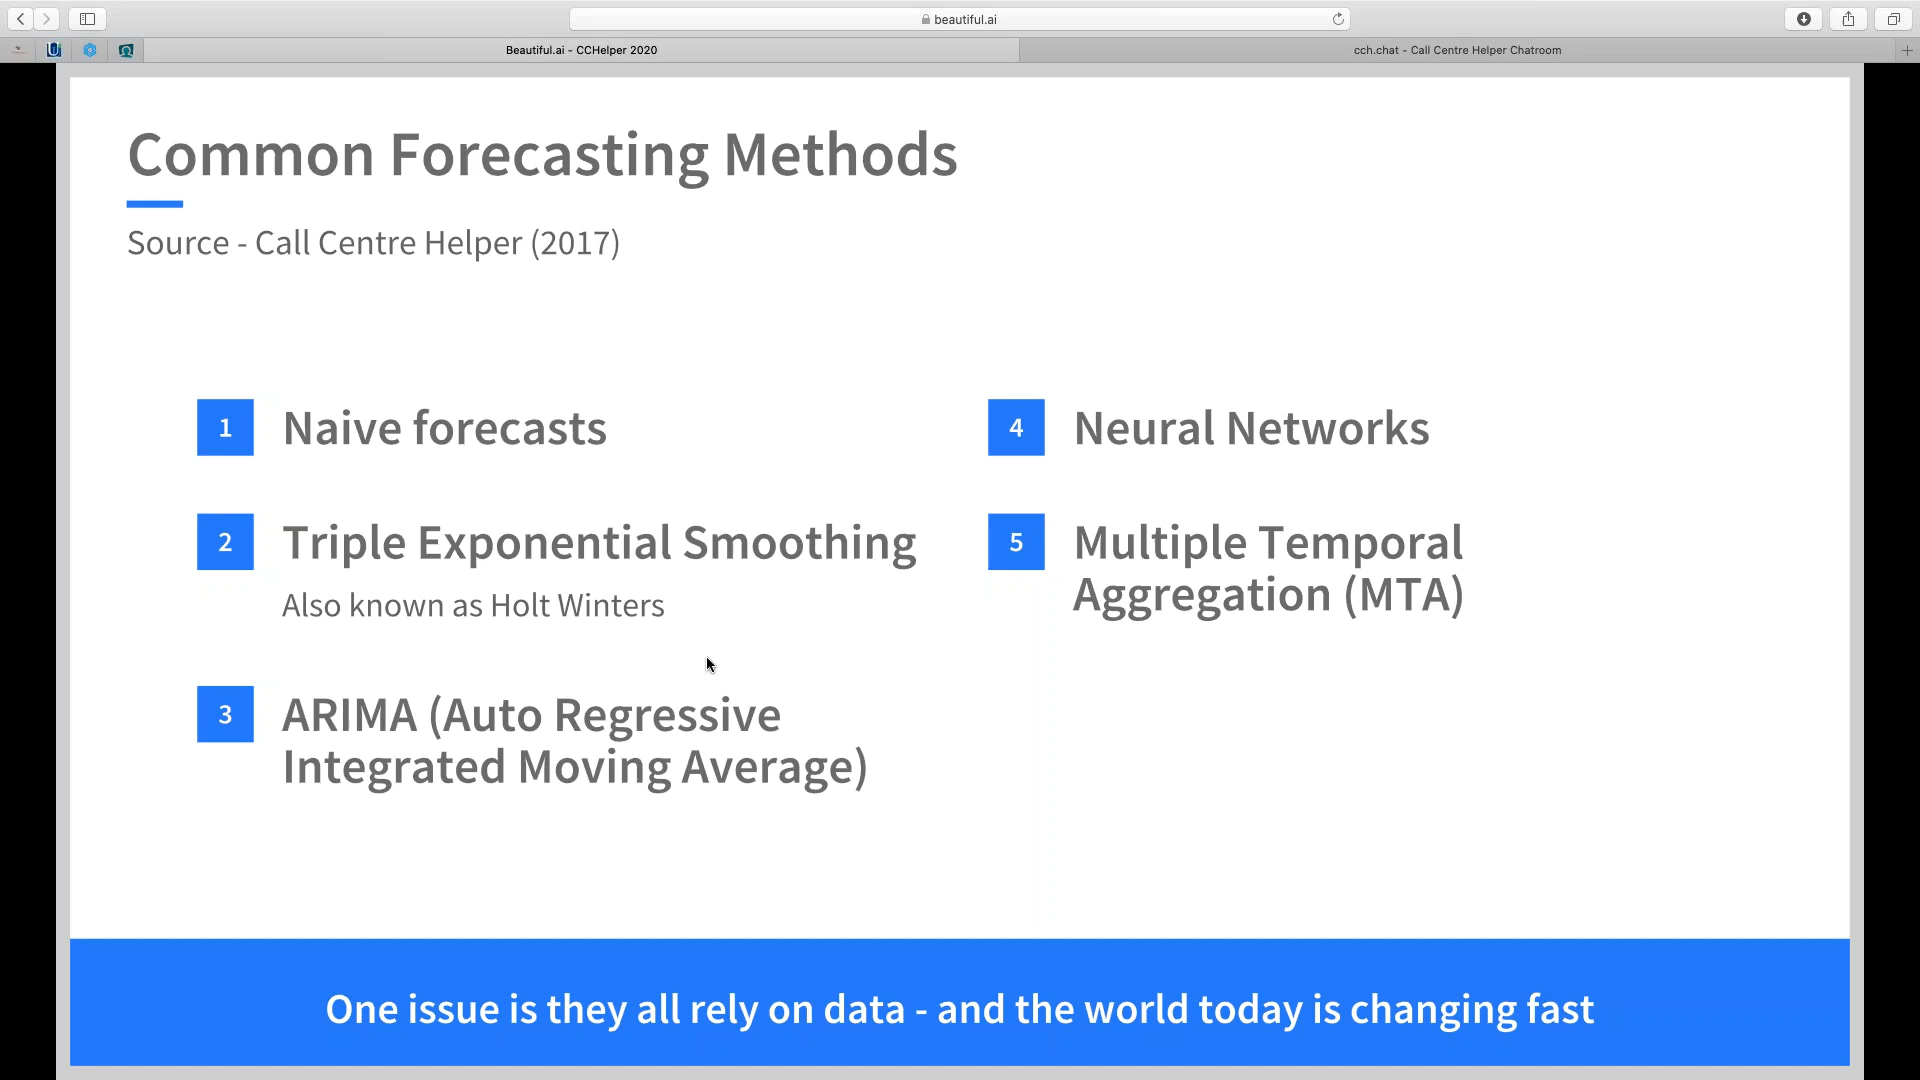 beautiful.ai
Beautiful.ai - CCHelper 2020
cch.chat - Call Centre Helper Chatroom
Common Forecasting Methods
Source - Call Centre Helper (2017)
1 Naive forecasts
2 Triple Exponential Smoothing
Also known as Holt Winters
3 ARIMA (Auto Regressive
Integrated Moving Average)
4 Neural Networks
5 Multiple Temporal
Aggregation (MTA)
One issue is they all rely on data - and the world today is changing fast